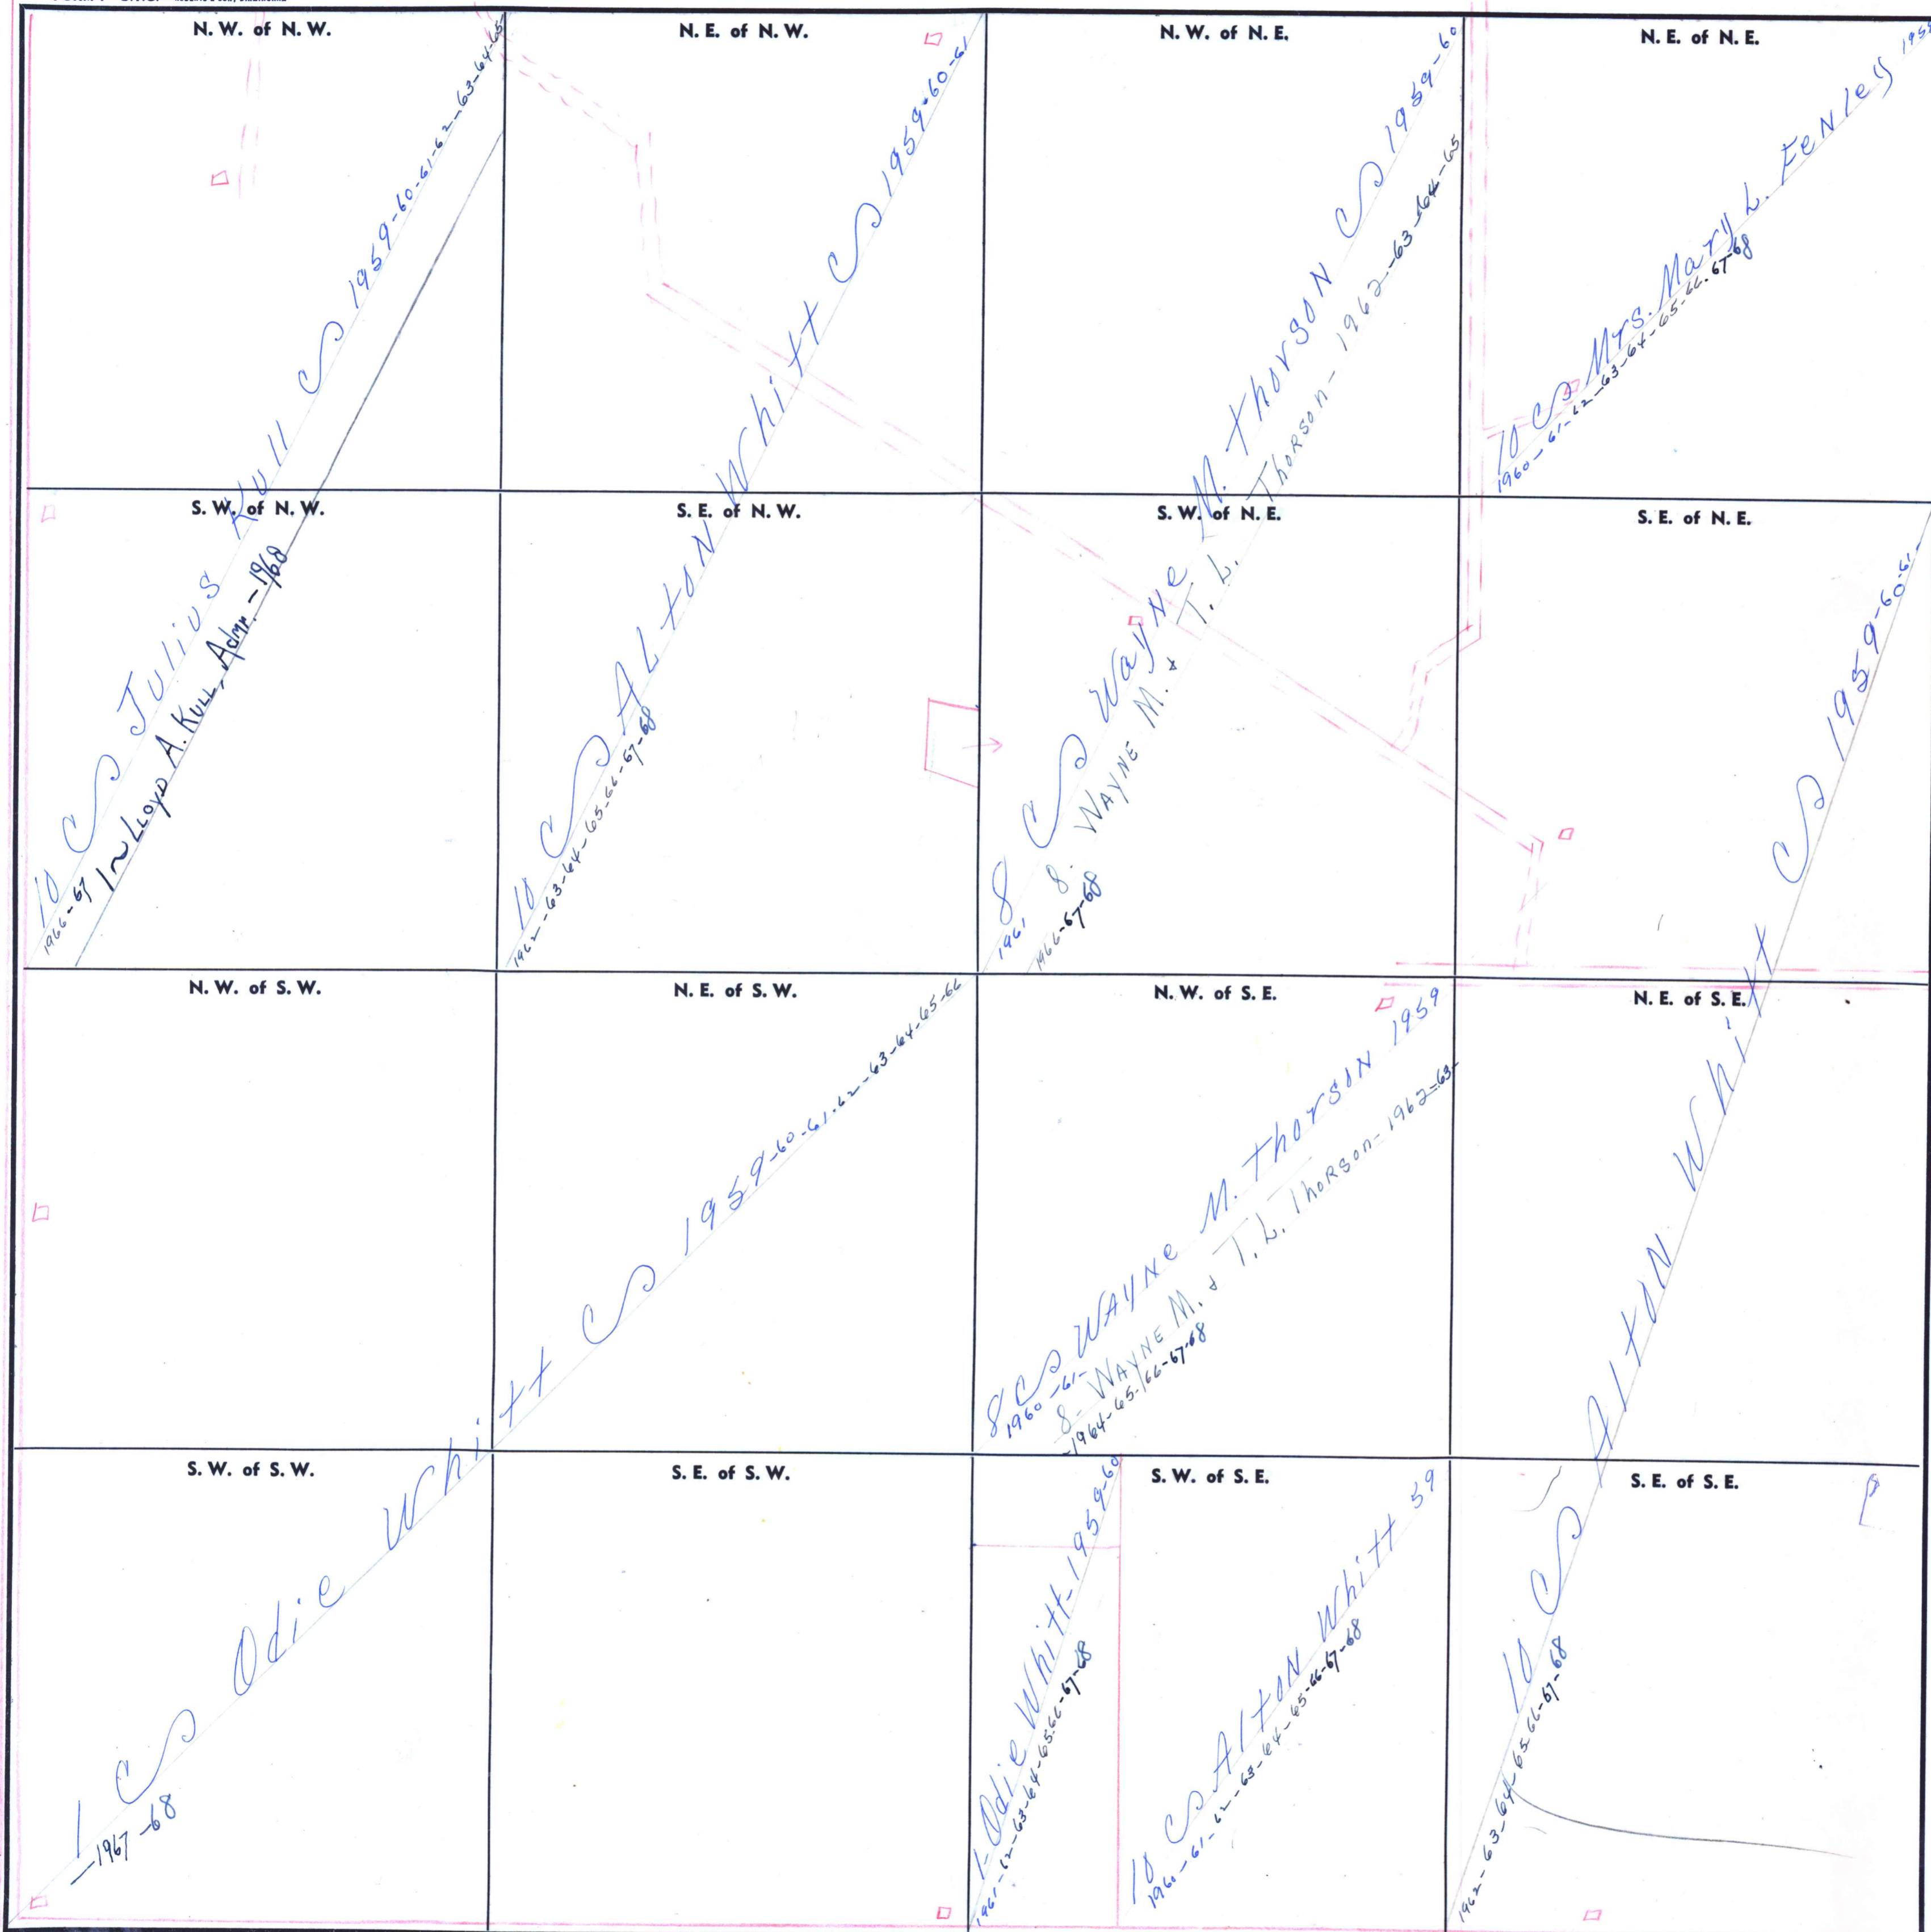 N. W. of N. W.
N. E. of N. W.
N. W. of N. E.
N. E. of N. E.
S. W. of N. W.
S. E. of N. W.
S. W. of N. E.
S. E. of N. E.
10 Julius Kull 1959-60-61-62-63-64-65
1966-67
Lloyd A. Kull, Admr. - 1968
10 ALtoN Whitt 1959-60-61
1962-63-64-65-66-67-68
8 WayNe M. thorsoN 1959-60
1961
8. WAYNE M. & T. L. ThoRson - 1962-63-64-65
1966-67-68
10 Mrs. Mary L. FeNley 1959
1960-61-62-63-64-65-66-67-68
N. W. of S. W.
N. E. of S. W.
N. W. of S. E.
N. E. of S. E.
S. W. of S. W.
S. E. of S. W.
S. W. of S. E.
S. E. of S. E.
1 Odie Whitt 1959-60-61-62-63-64-65-66
-1967-68
8 WAYNe M. thorsoN 1959
1960-61-
8- WAYNE M. & T. L. ThoRson - 1962-63-
-1964-65-66-67-68
1- Odie Whitt - 1959-60
1961-62-63-64-65-66-67-68
10 AltoN Whitt 59
1960-61-62-63-64-65-66-67-68
10 AltoN Whitt 1959-60-61-
1962-63-64-65-66-67-68